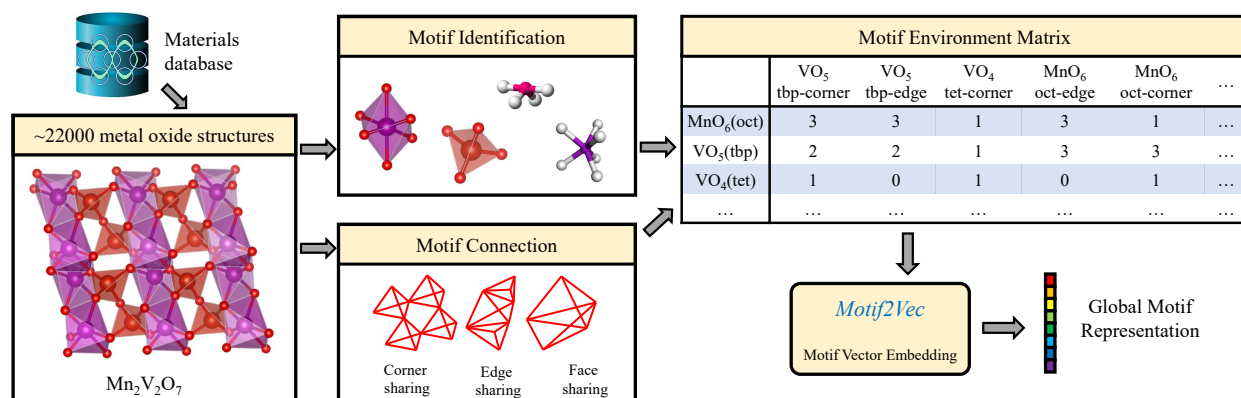 Materials
database
~22000 metal oxide structures
Mn₂V₂O₇
Motif Identification
Motif Connection
Corner
sharing
Edge
sharing
Face
sharing
Motif Environment Matrix
VO₅ VO₅ VO₄ MnO₆ MnO₆ …
tbp-corner tbp-edge tet-corner oct-edge oct-corner
MnO₆(oct) 3 3 1 3 1 …
VO₅(tbp) 2 2 1 3 3 …
VO₄(tet) 1 0 1 0 1 …
… … … … … … …
Motif2Vec
Motif Vector Embedding
Global Motif
Representation